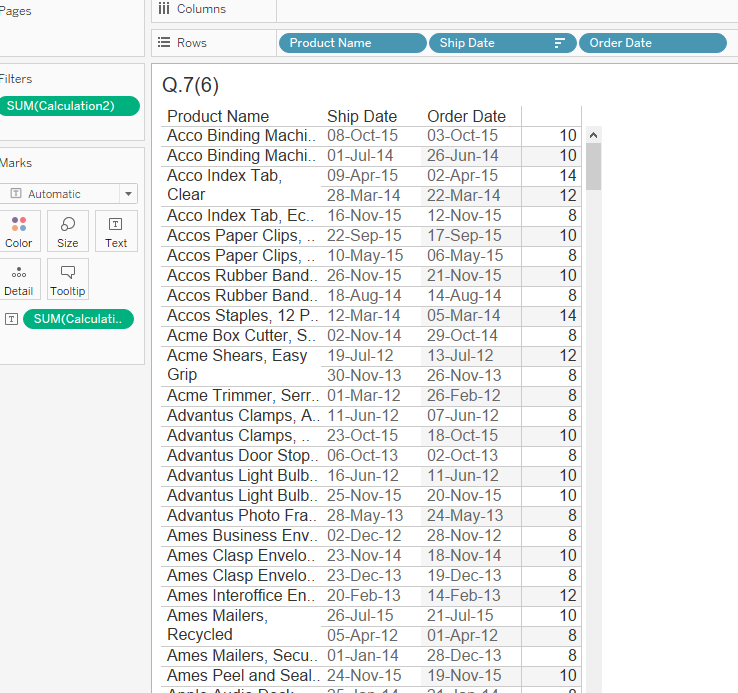 Pages
Columns
Rows
Product Name Ship Date Order Date
Filters
SUM(Calculation2)
Marks
Automatic
Color Size Text
Detail Tooltip
SUM(Calculati..
Q.7(6)
Product Name Ship Date Order Date
Acco Binding Machi.. 08-Oct-15 03-Oct-15 10
Acco Binding Machi.. 01-Jul-14 26-Jun-14 10
Acco Index Tab, 09-Apr-15 02-Apr-15 14
Clear 28-Mar-14 22-Mar-14 12
Acco Index Tab, Ec.. 16-Nov-15 12-Nov-15 8
Accos Paper Clips, .. 22-Sep-15 17-Sep-15 10
Accos Paper Clips, .. 10-May-15 06-May-15 8
Accos Rubber Band.. 26-Nov-15 21-Nov-15 10
Accos Rubber Band.. 18-Aug-14 14-Aug-14 8
Accos Staples, 12 P.. 12-Mar-14 05-Mar-14 14
Acme Box Cutter, S.. 02-Nov-14 29-Oct-14 8
Acme Shears, Easy 19-Jul-12 13-Jul-12 12
Grip 30-Nov-13 26-Nov-13 8
Acme Trimmer, Serr.. 01-Mar-12 26-Feb-12 8
Advantus Clamps, A.. 11-Jun-12 07-Jun-12 8
Advantus Clamps, .. 23-Oct-15 18-Oct-15 10
Advantus Door Stop.. 06-Oct-13 02-Oct-13 8
Advantus Light Bulb.. 16-Jun-12 11-Jun-12 10
Advantus Light Bulb.. 25-Nov-15 20-Nov-15 10
Advantus Photo Fra.. 28-May-13 24-May-13 8
Ames Business Env.. 02-Dec-12 28-Nov-12 8
Ames Clasp Envelo.. 23-Nov-14 18-Nov-14 10
Ames Clasp Envelo.. 23-Dec-13 19-Dec-13 8
Ames Interoffice En.. 20-Feb-13 14-Feb-13 12
Ames Mailers, 26-Jul-15 21-Jul-15 10
Recycled 05-Apr-12 01-Apr-12 8
Ames Mailers, Secu.. 01-Jan-14 28-Dec-13 8
Ames Peel and Seal.. 24-Nov-15 19-Nov-15 10